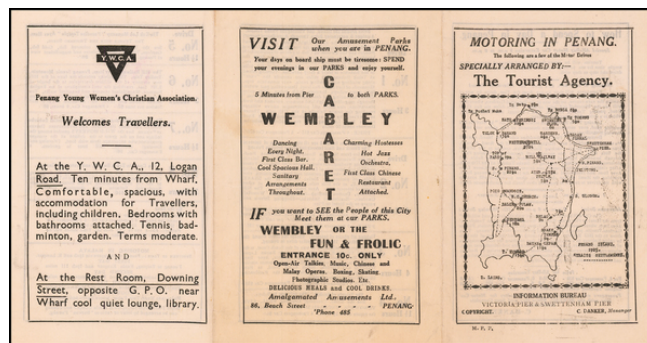 Y.W.C.A.
Penang Young Women's Christian Association.
Welcomes Travellers.
At the Y. W. C. A., 12, Logan
Road. Ten minutes from Wharf,
Comfortable, spacious, with
accommodation for Travellers,
including children. Bedrooms with
bathrooms attached. Tennis, bad-
minton, garden. Terms moderate.
AND
At the Rest Room, Downing
Street, opposite G. P. O. near
Wharf cool quiet lounge, library.
VISIT Our Amusement Parks
when you are in PENANG.
Your days on board ship must be tiresome: SPEND
your evenings in our PARKS and enjoy yourself.
5 Minutes from Pier to both PARKS.
WEMBLEY
CABARET
Dancing
Every Night.
First Class Bar.
Cool Spacious Hall.
Sanitary
Arrangements
Throughout.
Charming Hostesses
Hot Jazz
Orchestra.
First Class Chinese
Restaurant
Attached.
IF you want to SEE the People of this City
Meet them at our PARKS.
WEMBLEY OR THE
FUN & FROLIC
ENTRANCE 10c. ONLY
Open-Air Talkies, Music, Chinese and
Malay Operas. Boxing, Skating
Photographic Studios. Etc.
DELICIOUS MEALS and COOL DRINKS.
Amalgamated Amusements Ltd.
86, Beach Street - - - - PENANG
'Phone 485
MOTORING IN PENANG.
The following are a few of the Motor Drives
SPECIALLY ARRANGED BY:—
The Tourist Agency.
PENANG ISLAND.
STRAITS SETTLEMENTS.
INFORMATION BUREAU
VICTORIA PIER & SWETTENHAM PIER
COPYRIGHT. C. DANKER, Manager
M. P. P.